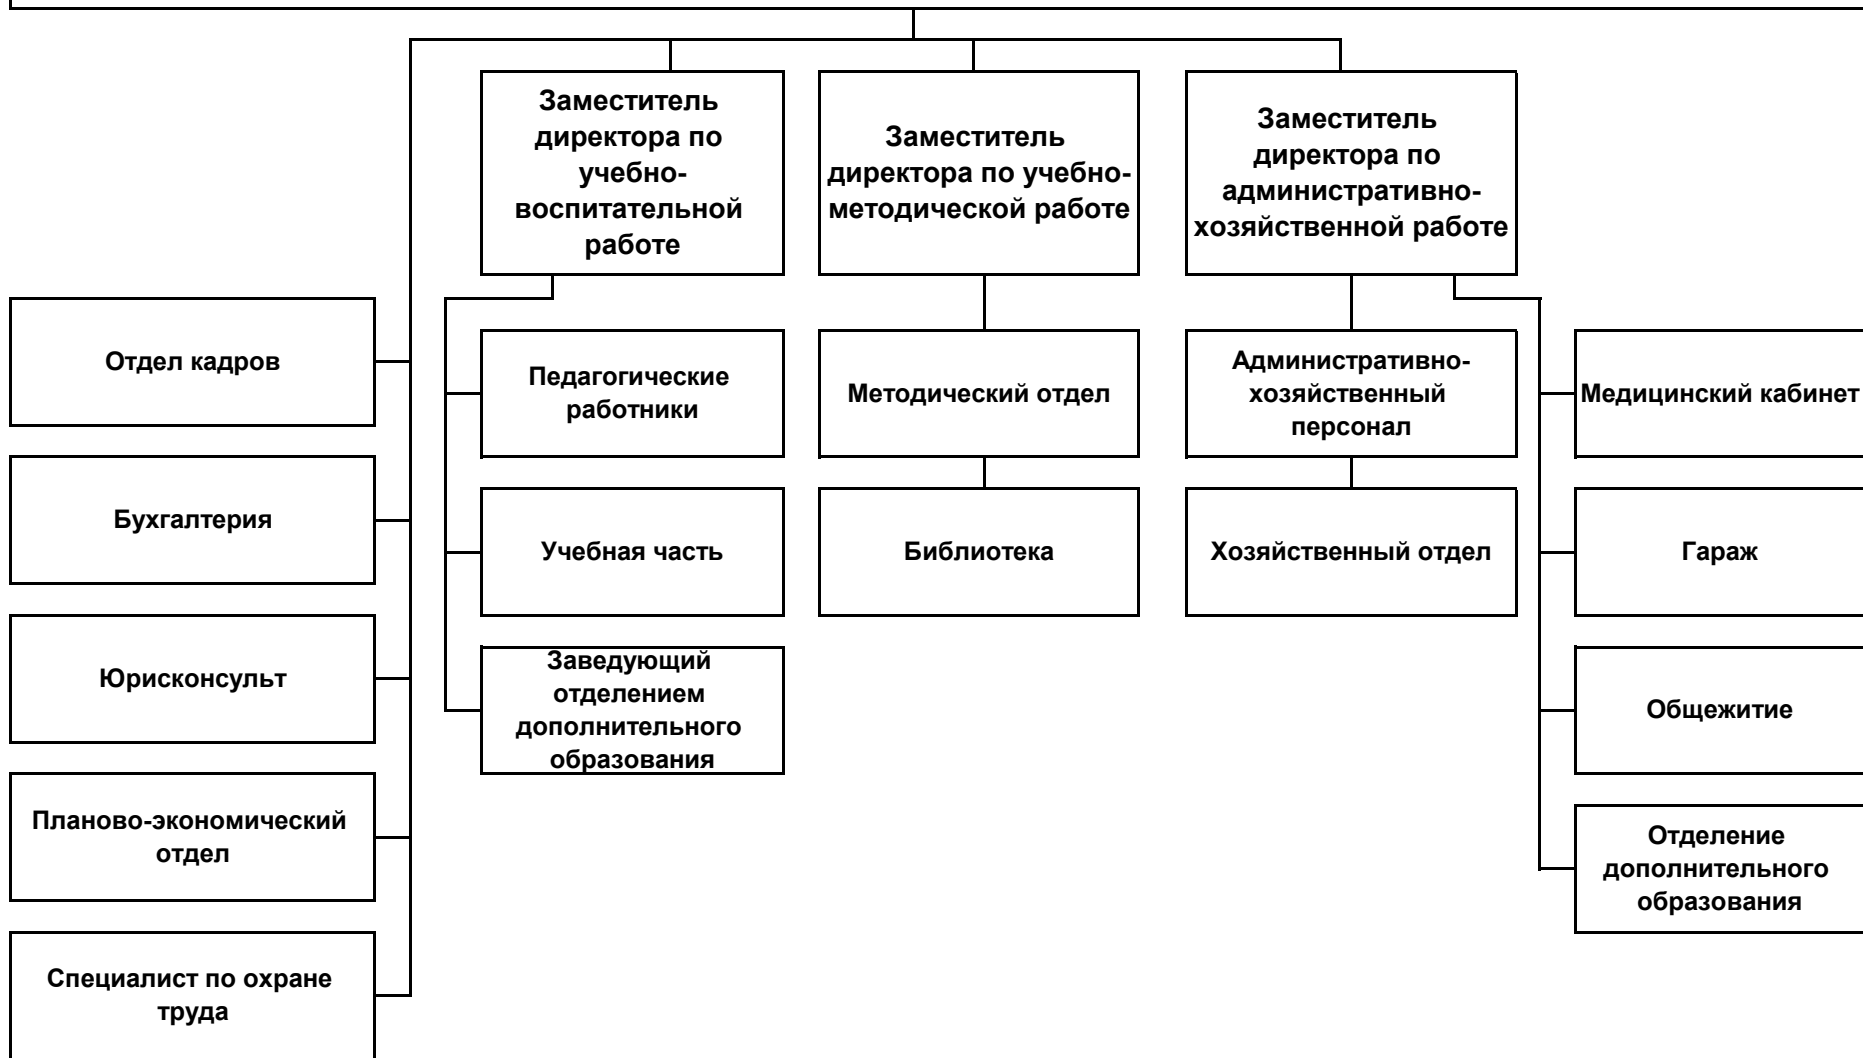 Заместитель
директора по
учебно-
воспитательной
работе
Заместитель
директора по учебно-
методической работе
Заместитель
директора по
административно-
хозяйственной работе
Отдел кадров
Бухгалтерия
Юрисконсульт
Планово-экономический
отдел
Специалист по охране
труда
Педагогические
работники
Учебная часть
Заведующий
отделением
дополнительного
образования
Методический отдел
Библиотека
Административно-
хозяйственный
персонал
Хозяйственный отдел
Медицинский кабинет
Гараж
Общежитие
Отделение
дополнительного
образования